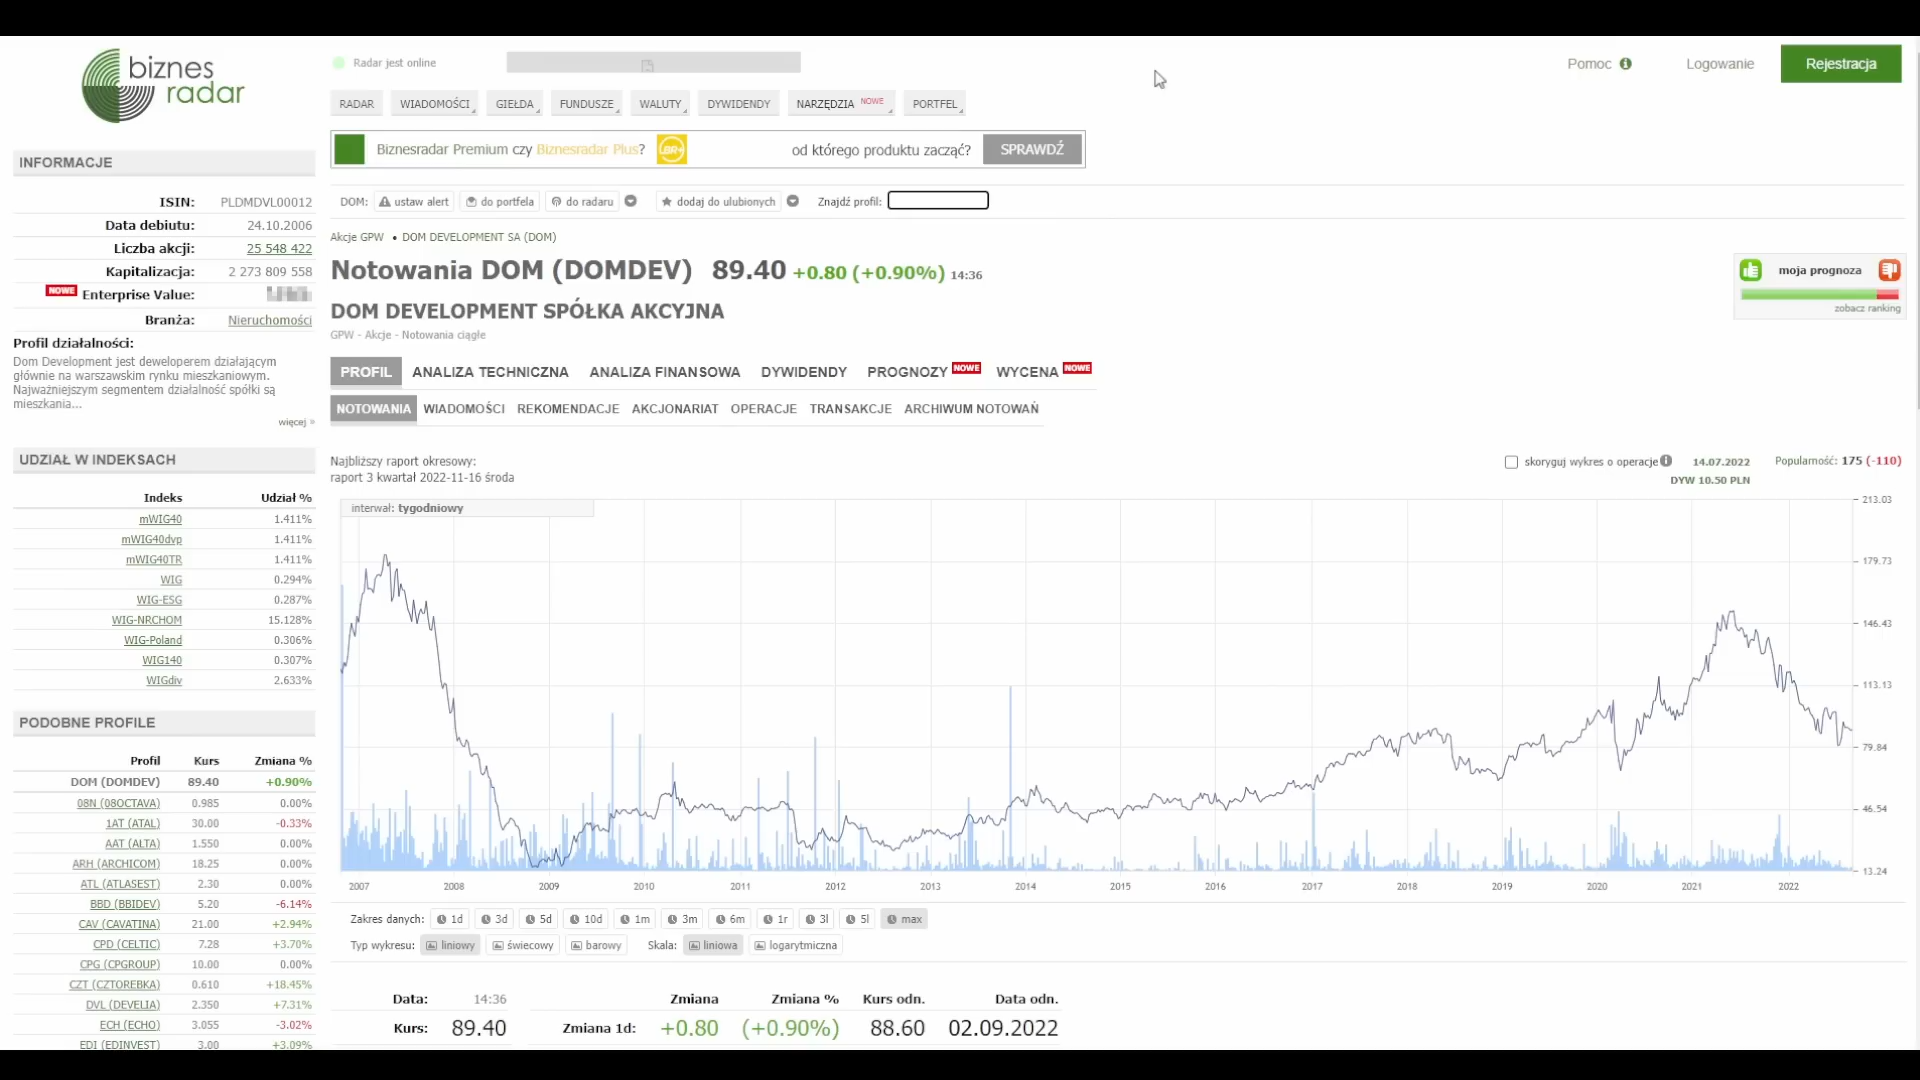 biznes
radar
Radar jest online
Pomoc
Logowanie
Rejestracja
RADAR
WIADOMOŚCI
GIEŁDA
FUNDUSZE
WALUTY
DYWIDENDY
NARZĘDZIA NOWE
PORTFEL
Biznesradar Premium czy Biznesradar Plus? BR+ od którego produktu zacząć? SPRAWDŹ
INFORMACJE
ISIN: PLDMDVL00012
Data debiutu: 24.10.2006
Liczba akcji: 25 548 422
Kapitalizacja: 2 273 809 558
NOWE Enterprise Value:
Branża: Nieruchomości
Profil działalności:
Dom Development jest deweloperem działającym
głównie na warszawskim rynku mieszkaniowym.
Najważniejszym segmentem działalność spółki są
mieszkania...
więcej »
UDZIAŁ W INDEKSACH
Indeks Udział %
mWIG40 1.411%
mWIG40dvp 1.411%
mWIG40TR 1.411%
WIG 0.294%
WIG-ESG 0.287%
WIG-NRCHOM 15.128%
WIG-Poland 0.306%
WIG140 0.307%
WIGdiv 2.633%
PODOBNE PROFILE
Profil Kurs Zmiana %
DOM (DOMDEV) 89.40 +0.90%
08N (08OCTAVA) 0.985 0.00%
1AT (ATAL) 30.00 -0.33%
AAT (ALTA) 1.550 0.00%
ARH (ARCHICOM) 18.25 0.00%
ATL (ATLASEST) 2.30 0.00%
BBD (BBIDEV) 5.20 -6.14%
CAV (CAVATINA) 21.00 +2.94%
CPD (CELTIC) 7.28 +3.70%
CPG (CPGROUP) 10.00 0.00%
CZT (CZTOREBKA) 0.610 +18.45%
DVL (DEVELIA) 2.350 +7.31%
ECH (ECHO) 3.055 -3.02%
EDI (EDINVEST) 3.00 +3.09%
DOM: ustaw alert do portfela do radaru dodaj do ulubionych Znajdź profil:
Akcje GPW • DOM DEVELOPMENT SA (DOM)
Notowania DOM (DOMDEV) 89.40 +0.80 (+0.90%) 14:36
DOM DEVELOPMENT SPÓŁKA AKCYJNA
GPW - Akcje - Notowania ciągłe
moja prognoza
zobacz ranking
PROFIL ANALIZA TECHNICZNA ANALIZA FINANSOWA DYWIDENDY PROGNOZY NOWE WYCENA NOWE
NOTOWANIA WIADOMOŚCI REKOMENDACJE AKCJONARIAT OPERACJE TRANSAKCJE ARCHIWUM NOTOWAŃ
Najbliższy raport okresowy:
raport 3 kwartał 2022-11-16 środa
skoryguj wykres o operacje 14.07.2022 Popularność: 175 (-110)
DYW 10.50 PLN
interwał: tygodniowy
213.03
179.73
146.43
113.13
79.84
46.54
13.24
2007 2008 2009 2010 2011 2012 2013 2014 2015 2016 2017 2018 2019 2020 2021 2022
Zakres danych: 1d 3d 5d 10d 1m 3m 6m 1r 3l 5l max
Typ wykresu: liniowy świecowy barowy Skala: liniowa logarytmiczna
Data: 14:36 Zmiana Zmiana % Kurs odn. Data odn.
Kurs: 89.40 Zmiana 1d: +0.80 (+0.90%) 88.60 02.09.2022